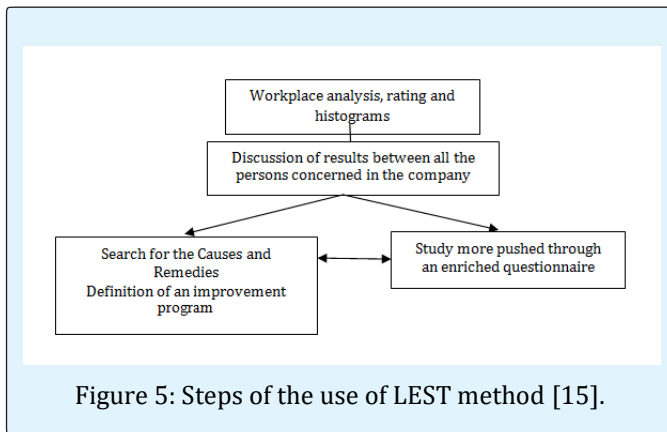 Workplace analysis, rating and
histograms
Discussion of results between all the
persons concerned in the company
Search for the Causes and
Remedies
Definition of an improvement
program
Study more pushed through
an enriched questionnaire
Figure 5: Steps of the use of LEST method [15].